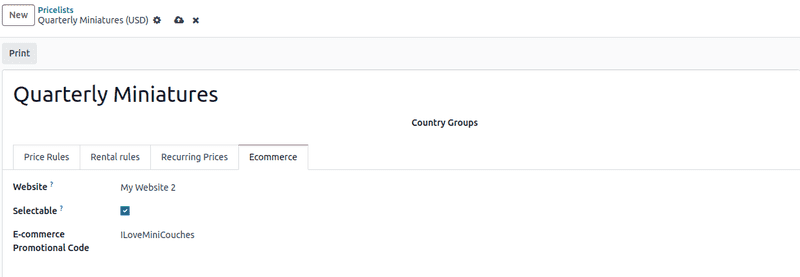 New
Pricelists
Quarterly Miniatures (USD)
Print
Quarterly Miniatures
Country Groups
Price Rules Rental rules Recurring Prices Ecommerce
Website ? My Website 2
Selectable ?
E-commerce ILoveMiniCouches
Promotional Code